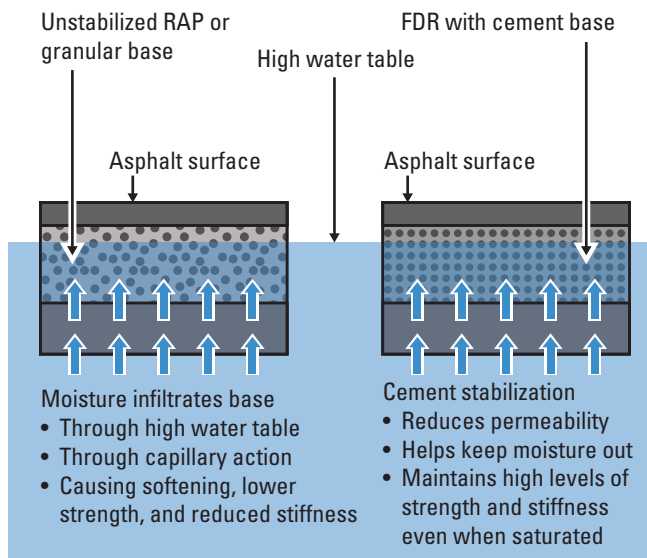 Unstabilized RAP or
granular base
FDR with cement base
High water table
Asphalt surface
Asphalt surface
Moisture infiltrates base
• Through high water table
• Through capillary action
• Causing softening, lower
strength, and reduced stiffness
Cement stabilization
• Reduces permeability
• Helps keep moisture out
• Maintains high levels of
strength and stiffness
even when saturated